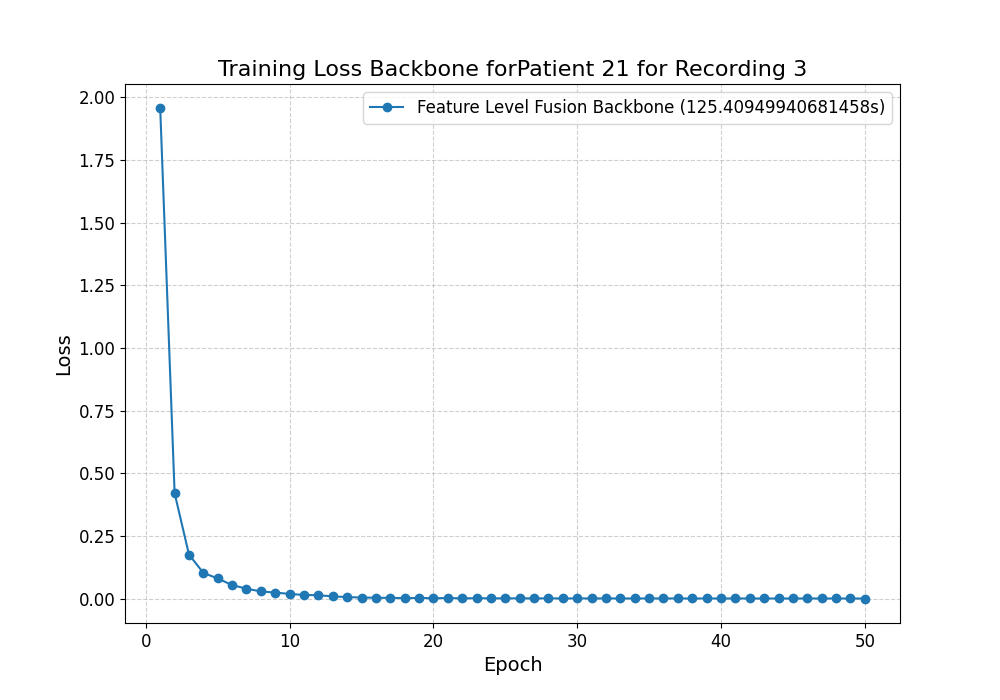 Training Loss Backbone forPatient 21 for Recording 3
Feature Level Fusion Backbone (125.40949940681458s)
2.00
1.75
1.50
1.25
1.00
0.75
0.50
0.25
0.00
Loss
0 10 20 30 40 50
Epoch